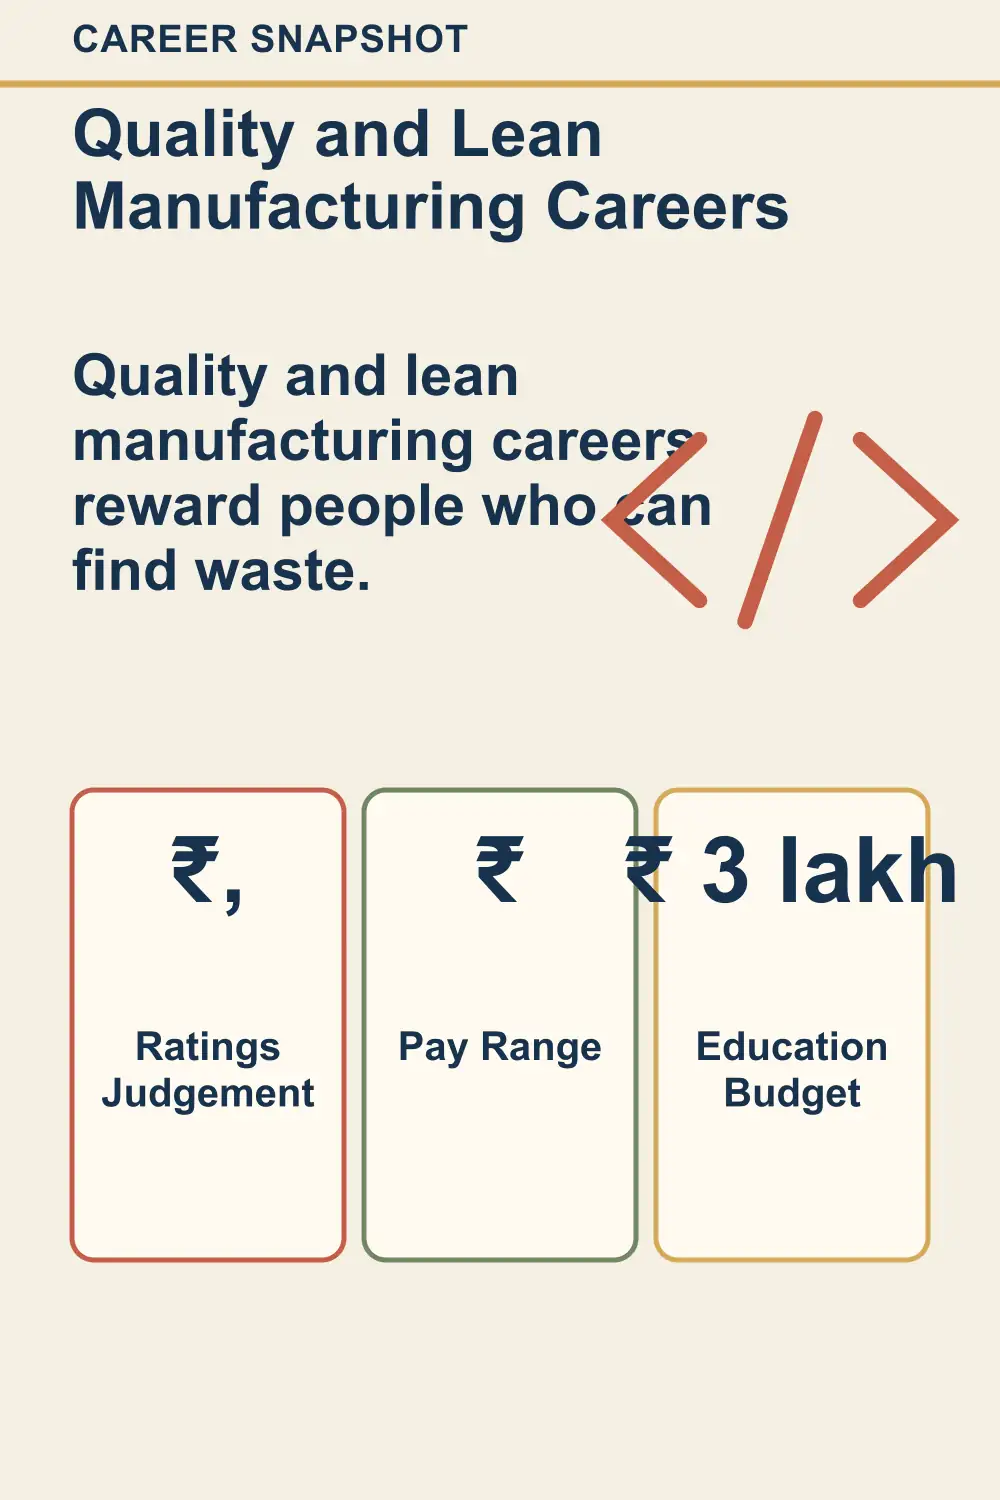 CAREER SNAPSHOT
Quality and Lean
Manufacturing Careers
Quality and lean
manufacturing careers
reward people who can
find waste.
</>
₹,
Ratings
Judgement
₹
Pay Range
₹ 3 lakh
Education
Budget